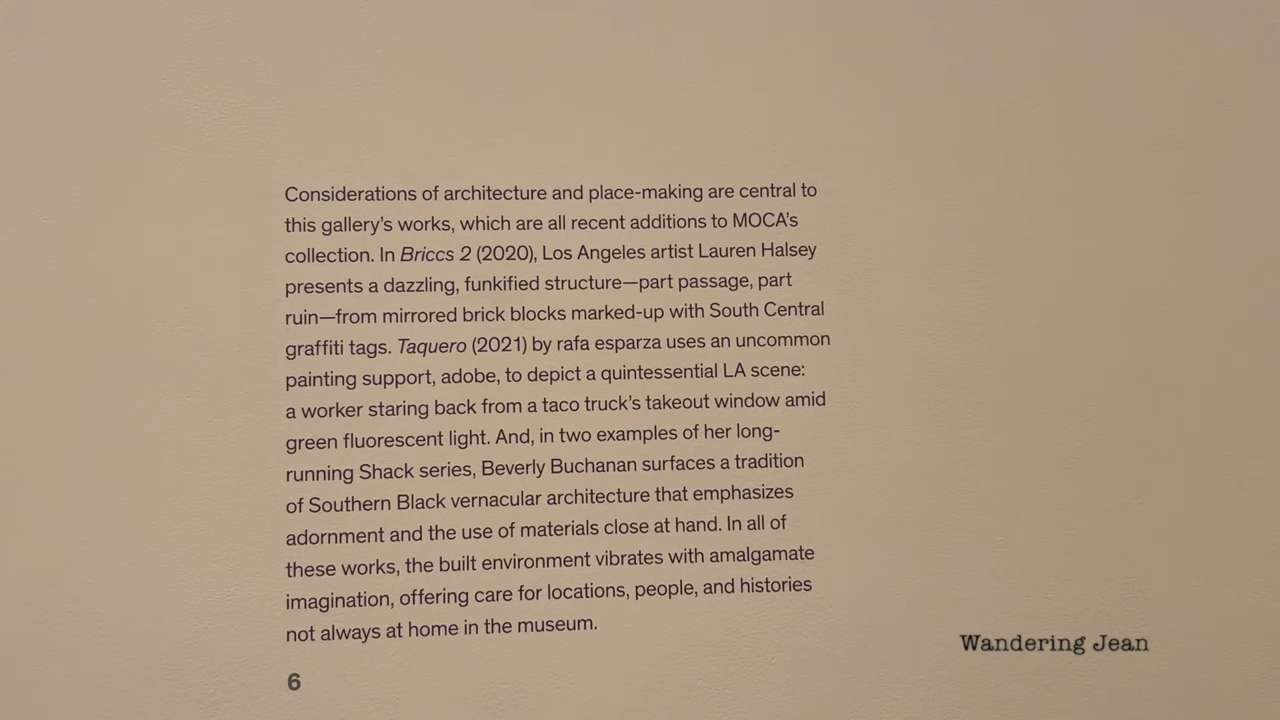 Considerations of architecture and place-making are central to
this gallery's works, which are all recent additions to MOCA's
collection. In Briccs 2 (2020), Los Angeles artist Lauren Halsey
presents a dazzling, funkified structure—part passage, part
ruin—from mirrored brick blocks marked-up with South Central
graffiti tags. Taquero (2021) by rafa esparza uses an uncommon
painting support, adobe, to depict a quintessential LA scene:
a worker staring back from a taco truck's takeout window amid
green fluorescent light. And, in two examples of her long-
running Shack series, Beverly Buchanan surfaces a tradition
of Southern Black vernacular architecture that emphasizes
adornment and the use of materials close at hand. In all of
these works, the built environment vibrates with amalgamate
imagination, offering care for locations, people, and histories
not always at home in the museum.
6
Wandering Jean